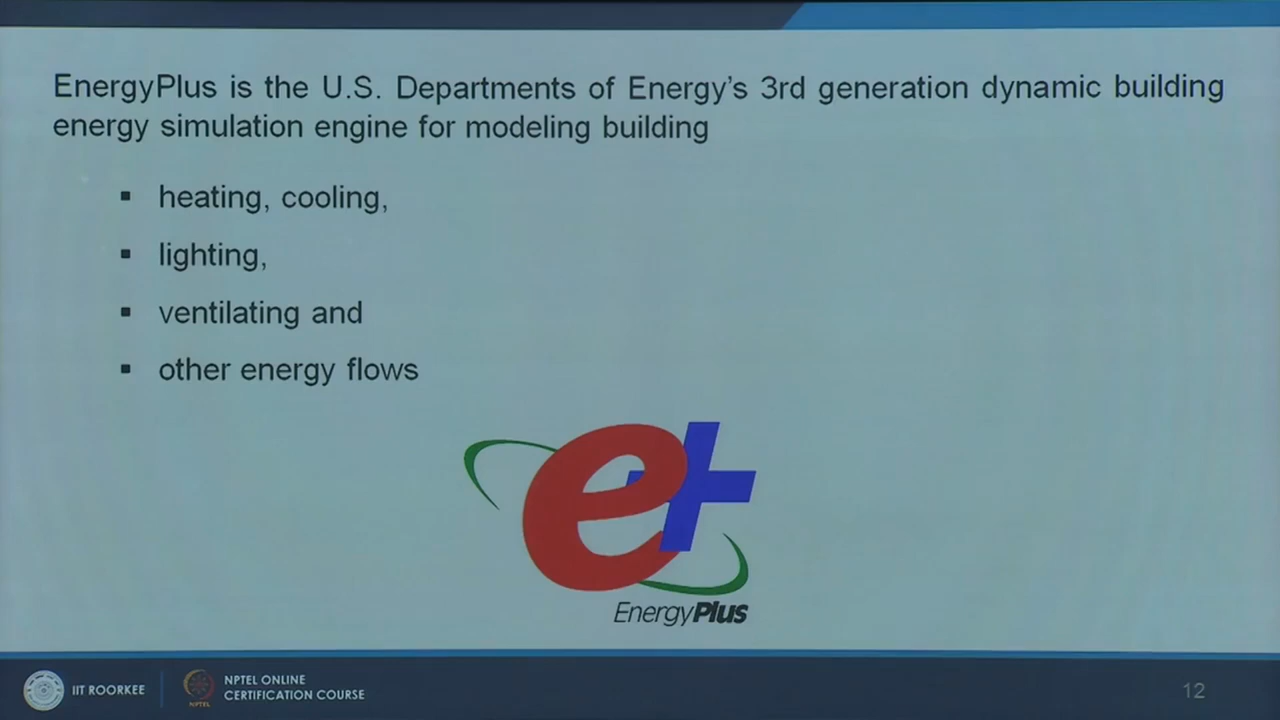 EnergyPlus is the U.S. Departments of Energy's 3rd generation dynamic building
energy simulation engine for modeling building
▪ heating, cooling,
▪ lighting,
▪ ventilating and
▪ other energy flows
e+
EnergyPlus
IIT ROORKEE
NPTEL
NPTEL ONLINE
CERTIFICATION COURSE
12